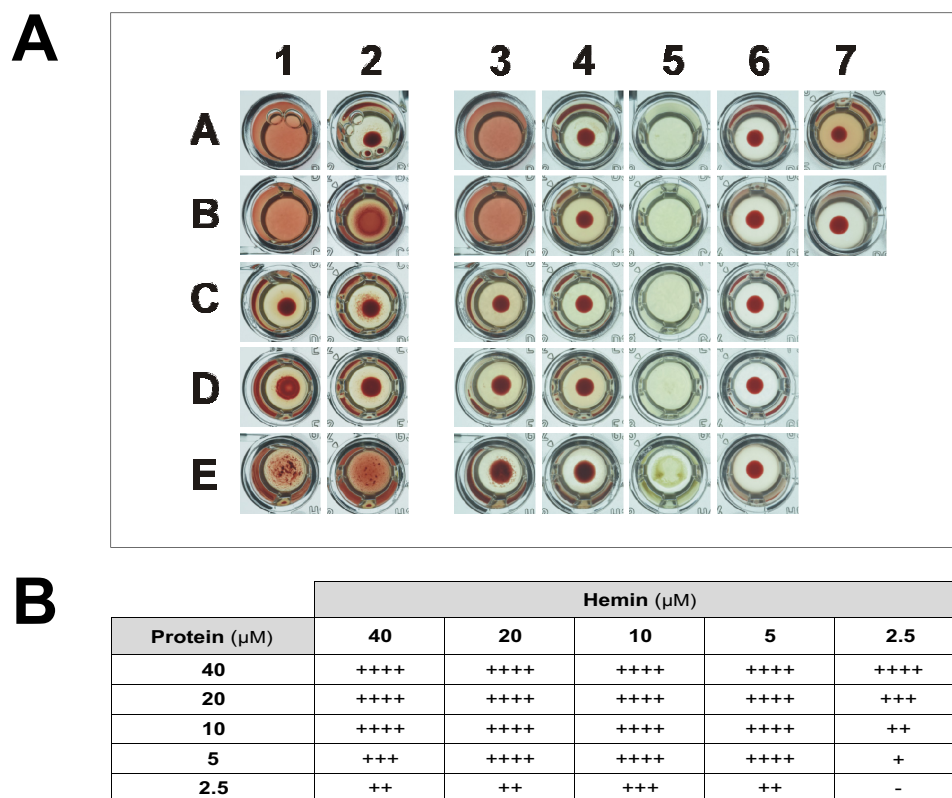 A
1 2 3 4 5 6 7
A
B
C
D
E
B
Hemin (µM)
Protein (µM) 40 20 10 5 2.5
40 ++++ ++++ ++++ ++++ ++++
20 ++++ ++++ ++++ ++++ +++
10 ++++ ++++ ++++ ++++ ++
5 +++ ++++ ++++ ++++ +
2.5 ++ ++ +++ ++ -